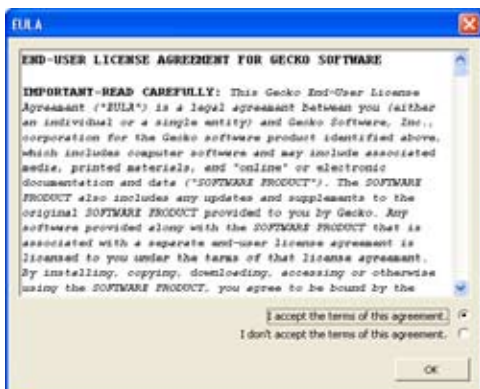 EULA
END-USER LICENSE AGREEMENT FOR GECKO SOFTWARE
IMPORTANT-READ CAREFULLY: This Gecko End-User License
Agreement ("EULA") is a legal agreement between you (either
an individual or a single entity) and Gecko Software, Inc.,
corporation for the Gecko software product identified above,
which includes computer software and may include associated
media, printed materials, and "online" or electronic
documentation and data ("SOFTWARE PRODUCT"). The SOFTWARE
PRODUCT also includes any updates and supplements to the
original SOFTWARE PRODUCT provided to you by Gecko. Any
software provided along with the SOFTWARE PRODUCT that is
associated with a separate end-user license agreement is
licensed to you under the terms of that license agreement.
By installing, copying, downloading, accessing or otherwise
using the SOFTWARE PRODUCT, you agree to be bound by the
I accept the terms of this agreement.
I don't accept the terms of this agreement.
OK